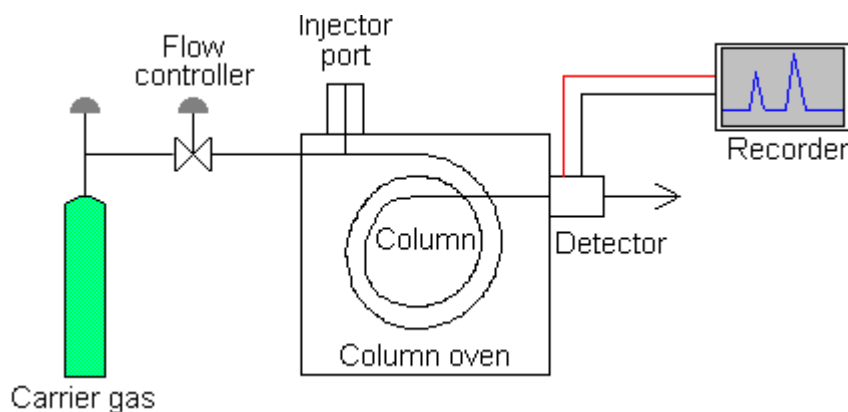 Injector
port
Flow
controller
Recorder
Column
Detector
Column oven
Carrier gas